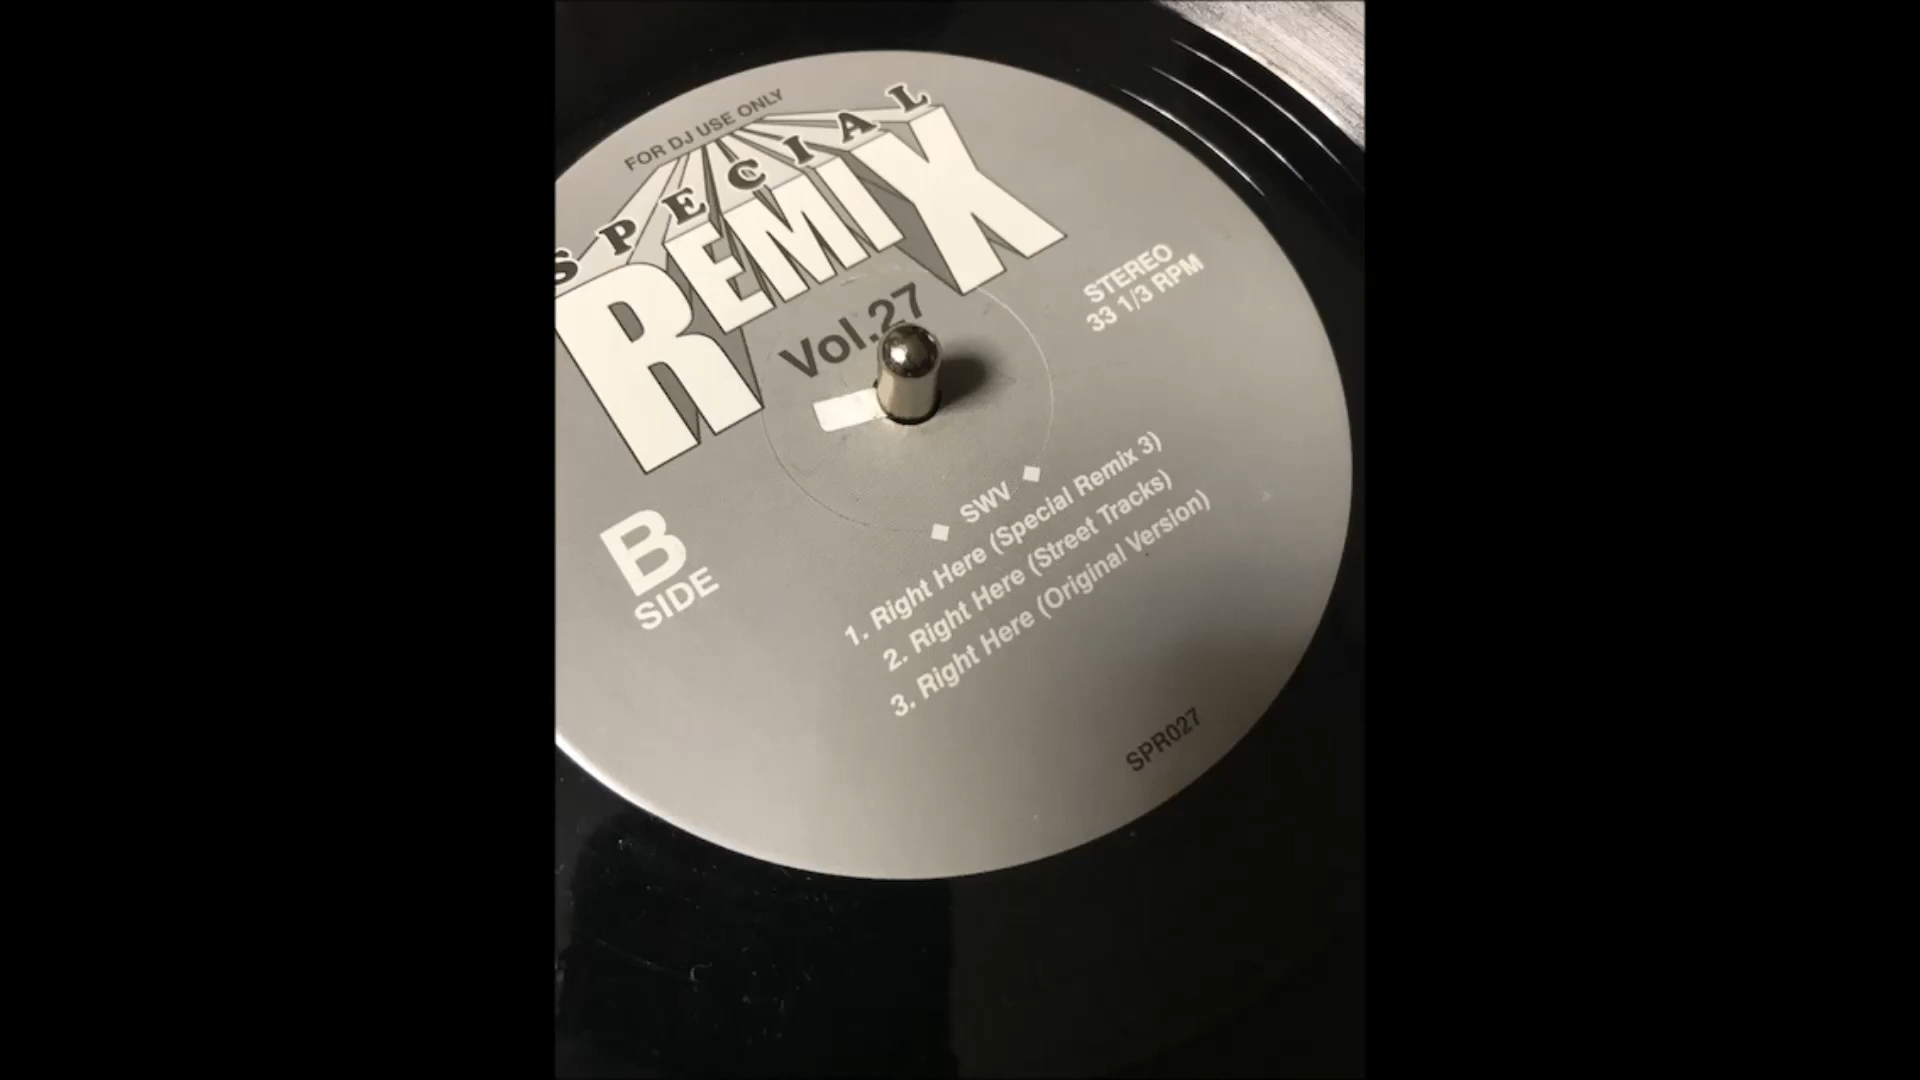 FOR DJ USE ONLY
SPECIAL
REMIX
Vol.27
STEREO
33 1/3 RPM
B
SIDE
SWV
1. Right Here (Special Remix 3)
2. Right Here (Street Tracks)
3. Right Here (Original Version)
SPR027